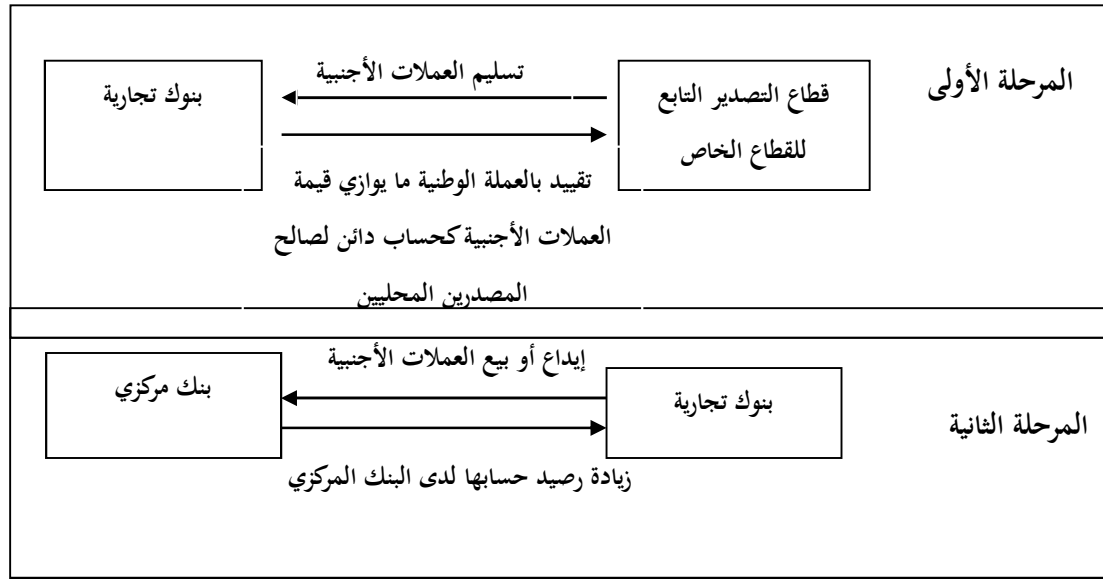 المرحلة الأولى
قطاع التصدير التابع
للقطاع الخاص
تسليم العملات الأجنبية
بنوك تجارية
تقييد بالعملة الوطنية ما يوازي قيمة
العملات الأجنبية كحساب دائن لصالح
المصدرين المحليين
المرحلة الثانية
بنوك تجارية
إيداع أو بيع العملات الأجنبية
بنك مركزي
زيادة رصيد حسابها لدى البنك المركزي